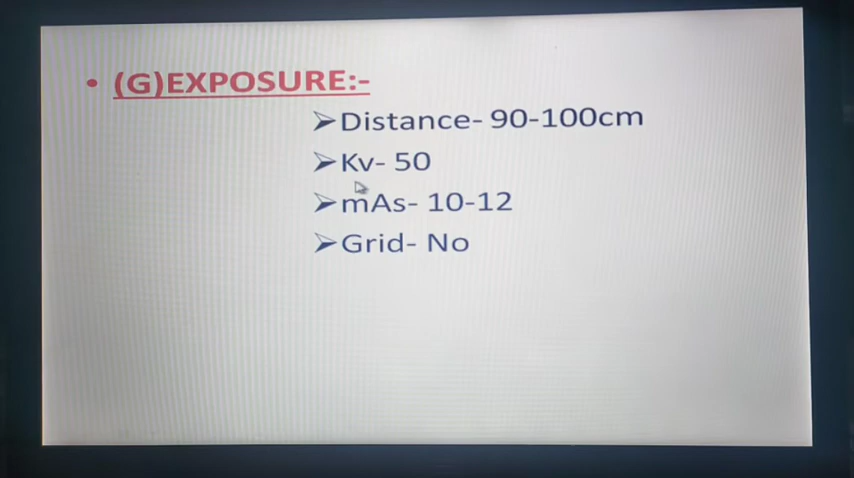 • (G)EXPOSURE:-
➢Distance- 90-100cm
➢Kv- 50
➢mAs- 10-12
➢Grid- No